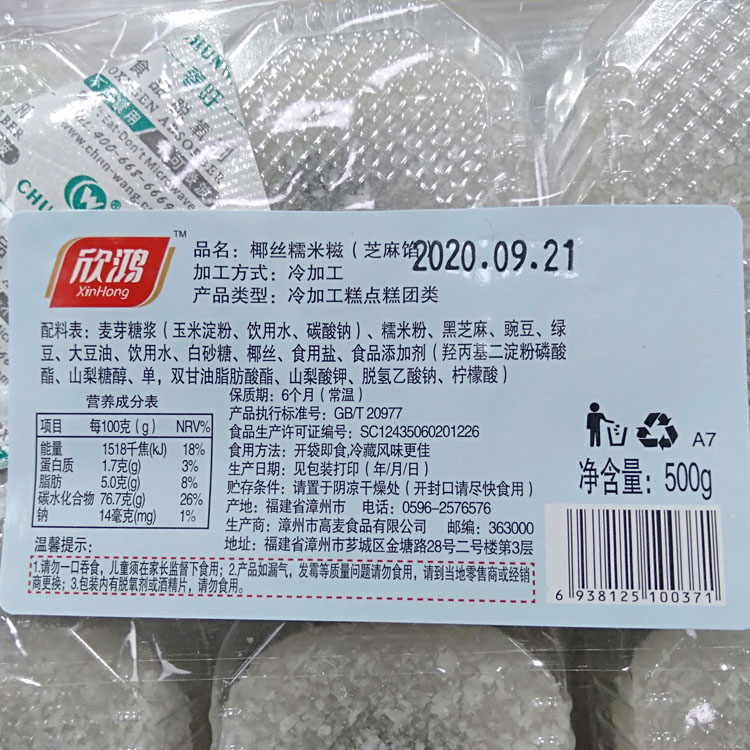 CHUNW
春旺
食品脱氧剂
OXYGEN ABSORBER
400-668-6668
www.chun-wang.com
CHU
欣鸿
TM
XinHong
品名：椰丝糯米糍（芝麻馅）
2020.09.21
加工方式：冷加工
产品类型：冷加工糕点糕团类
配料表：麦芽糖浆（玉米淀粉、饮用水、碳酸钠）、糯米粉、黑芝麻、豌豆、绿
豆、大豆油、饮用水、白砂糖、椰丝、食用盐、食品添加剂（羟丙基二淀粉磷酸
酯、山梨糖醇、单，双甘油脂肪酸酯、山梨酸钾、脱氢乙酸钠、柠檬酸）
营养成分表
项目 每100克(g) NRV%
能量 1518千焦(kJ) 18%
蛋白质 1.7克(g) 3%
脂肪 5.0克(g) 8%
碳水化合物 76.7克(g) 26%
钠 14毫克(mg) 1%
保质期：6个月（常温）
产品执行标准号：GB/T 20977
食品生产许可证编号：SC12435060201226
食用方法：开袋即食,冷藏风味更佳
生产日期：见包装打印（年/月/日）
贮存条件：请置于阴凉干燥处（开封口请尽快食用）
产地：福建省漳州市 电话：0596-2576576
生产商：漳州市高麦食品有限公司 邮编：363000
地址：福建省漳州市芗城区金塘路28号二号楼第3层
A7
净含量：500g
温馨提示：
1.请勿一口吞食,儿童须在家长监督下食用；2.产品如漏气，发霉等质量问题请勿食用，请到当地零售商或经销
商更换；3.包装内有脱氧剂或酒精片，请勿食用。
6 938125 100371